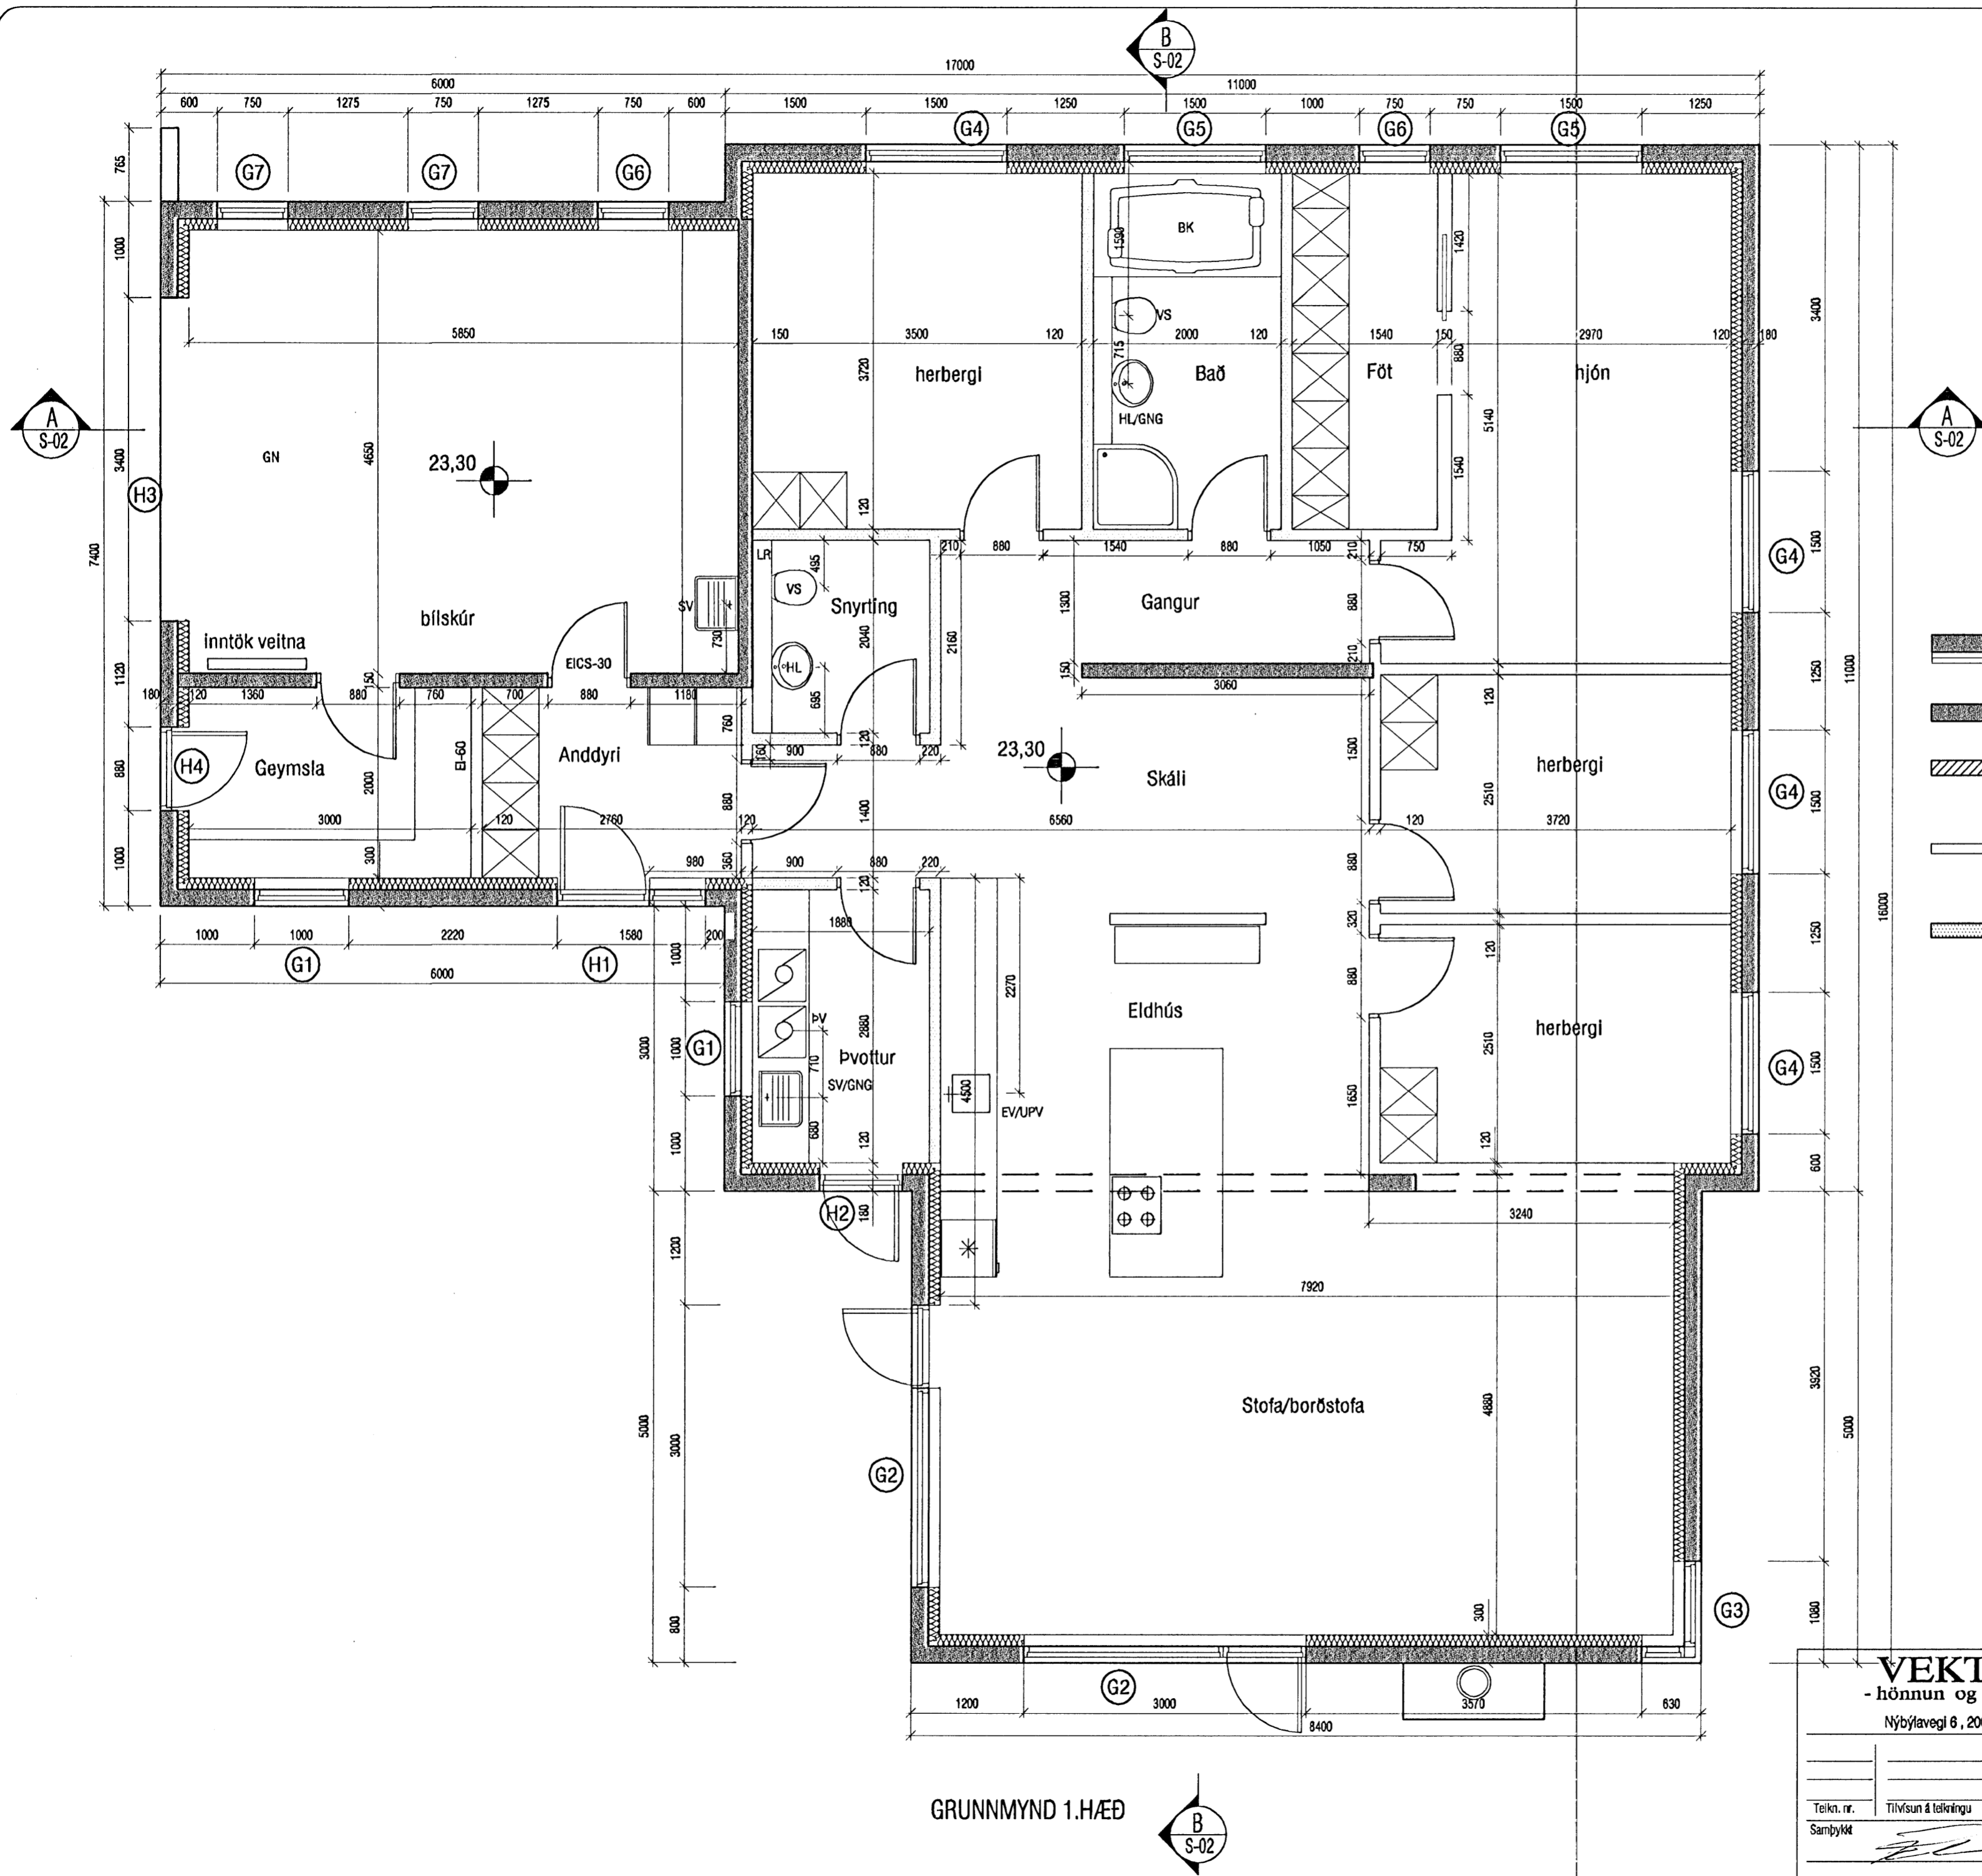 B
S-02
17000
6000 11000
600 750 1275 750 1275 750 600 1500 1500 1250 1500 1000 750 750 1500 1250
G4 G5 G6 G5
G7 G7 G6
765
1000
3400
1120
880
1000
7400
H3
A
S-02
A
S-02
5850
4650
GN
23,30
bílskúr
inntök veitna
EICS-30
SV
730
150
180 120 1360 880 760 700 880 1180
H4
Geymsla
EI-60
Anddyri
2000
3000 120 2760 120
300
980
360
760
880
1000 1000 2220 1580 200
G1 H1
6000
150 3500 120 2000 120 1540 150 2970 120 180
3720
120
herbergi
1590
BK
VS
715
Bað
HL/GNG
Föt
1420
880
1540
hjón
5140
LR
495
VS
Snyrting
HL
695
2040
120
2160
210 880 1540 880 1050 210 750
1300
Gangur
880
210
150
3060
160 900 880 220
23,30
Skáli
1400
6560
1500
120
2510
herbergi
120 3720
880
320
900 880 220
120
1880
2270
880
120
Eldhús
ÞV
2880
Þvottur
710
SV/GNG
680
120
4500
EV/UPV
2510
herbergi
1650
120
G1
1000
1000
1000
3000
H2
180
1200
3240
7920
Stofa/borðstofa
4880
5000
3000
G2
800
300
G3
3400
1500
G4
1250
1500
G4
1250
1500
G4
600
3920
1080
11000
5000
16000
G2
1200 3000 3570 630
8400
GRUNNMYND 1.HÆÐ
B
S-02
VEKT
- hönnun og
Nýbýlavegi 6 , 20
Teikn. nr. Tilvísun á teikningu
Samþykkt